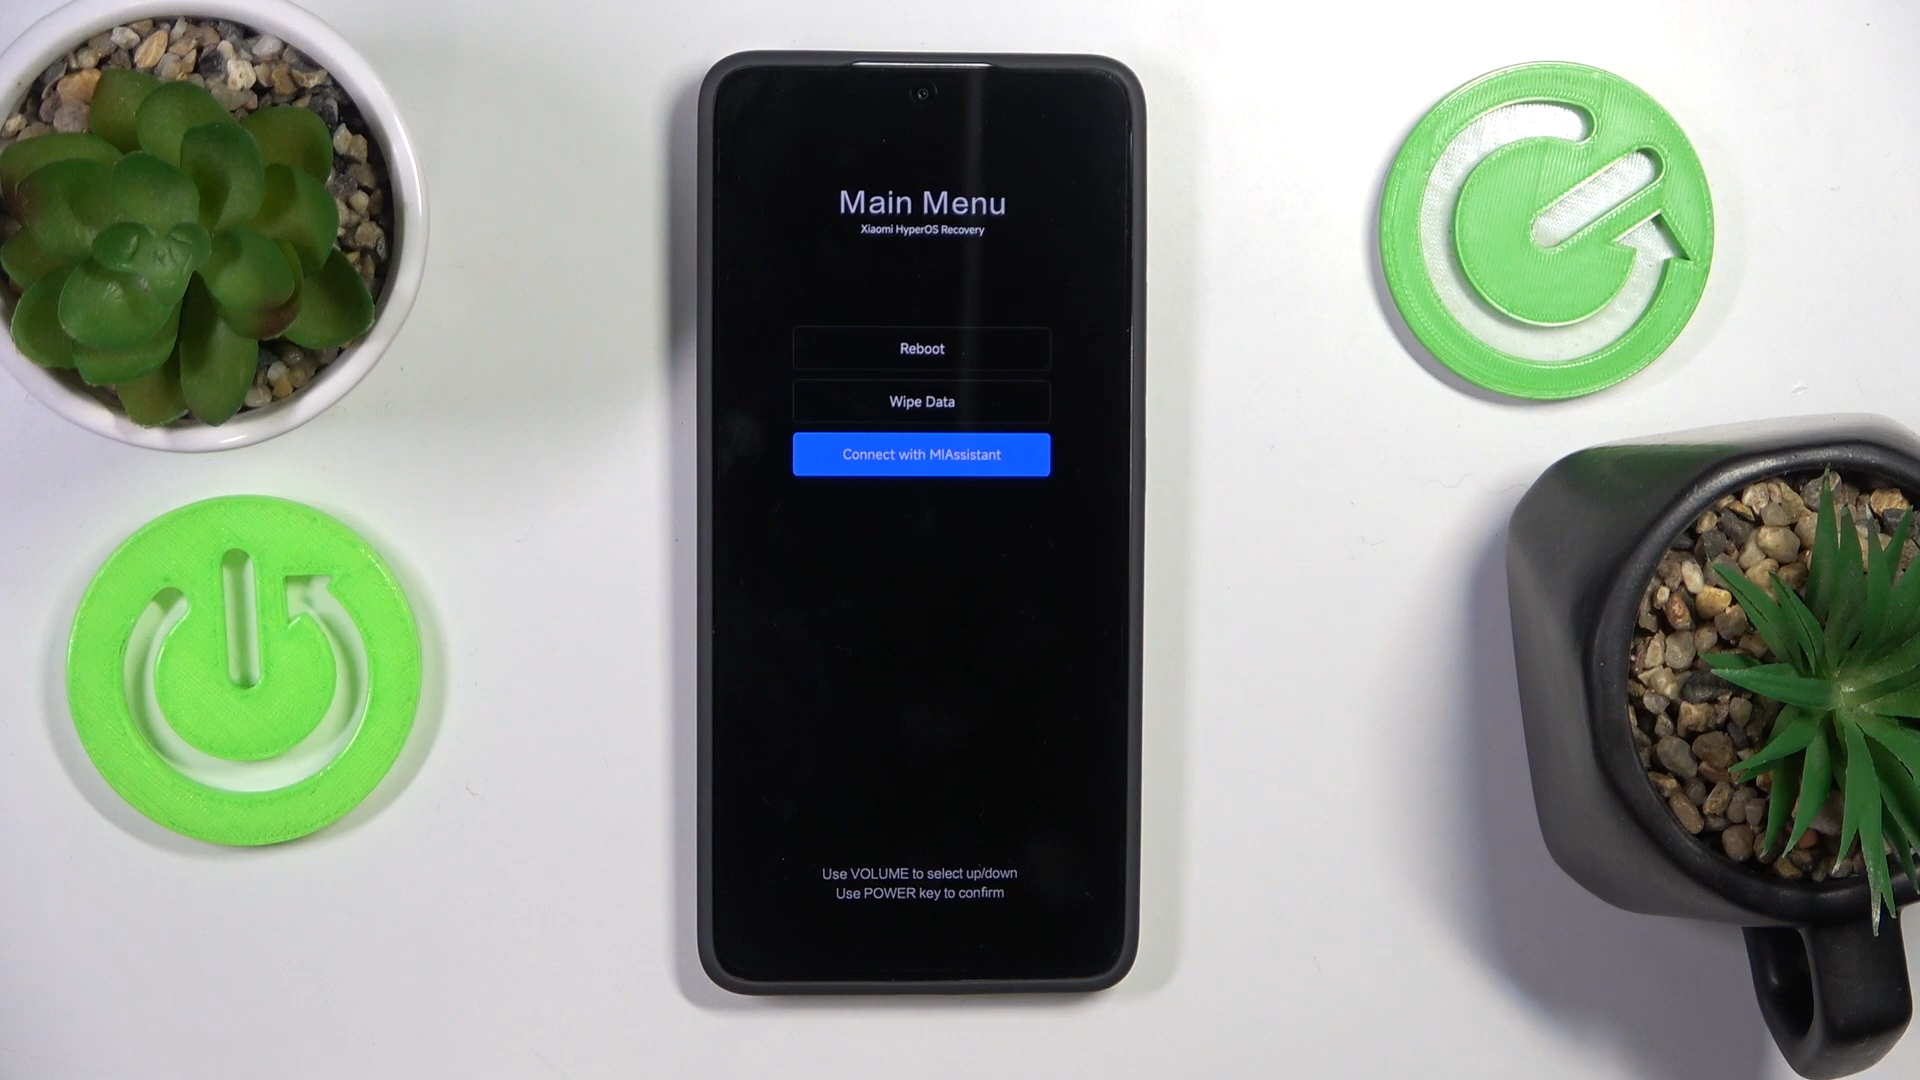 Main Menu
Xiaomi HyperOS Recovery
Reboot
Wipe Data
Connect with MIAssistant
Use VOLUME to select up/down
Use POWER key to confirm